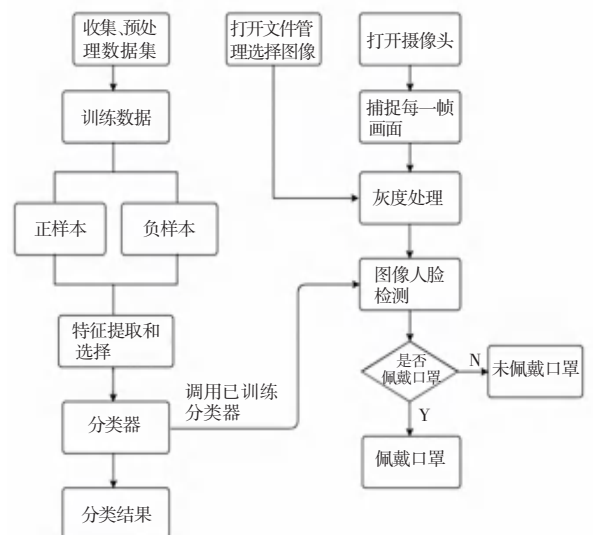 收集、预处
理数据集
训练数据
正样本
负样本
特征提取和
选择
分类器
分类结果
调用已训练
分类器
打开文件管
理选择图像
打开摄像头
捕捉每一帧
画面
灰度处理
图像人脸
检测
是否
佩戴口罩
N
未佩戴口罩
Y
佩戴口罩